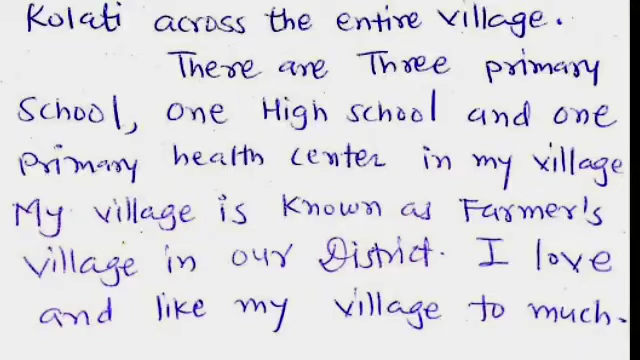 Kolati across the entire village.
There are Three primary
School, one High school and one
primary health center in my village
My village is known as Farmer's
village in our District. I love
and like my village to much.